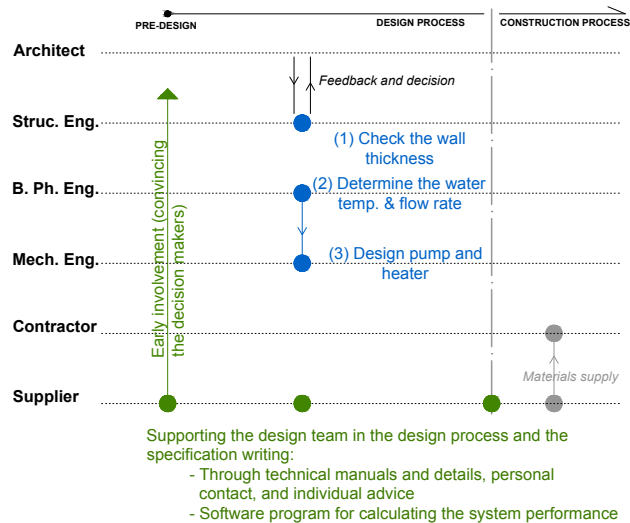 PRE-DESIGN
DESIGN PROCESS
CONSTRUCTION PROCESS
Architect
Feedback and decision
Struc. Eng.
(1) Check the wall
thickness
B. Ph. Eng.
(2) Determine the water
temp. & flow rate
Mech. Eng.
(3) Design pump and
heater
Early involvement (convincing
the decision makers)
Contractor
Materials supply
Supplier
Supporting the design team in the design process and the
specification writing:
- Through technical manuals and details, personal
contact, and individual advice
- Software program for calculating the system performance